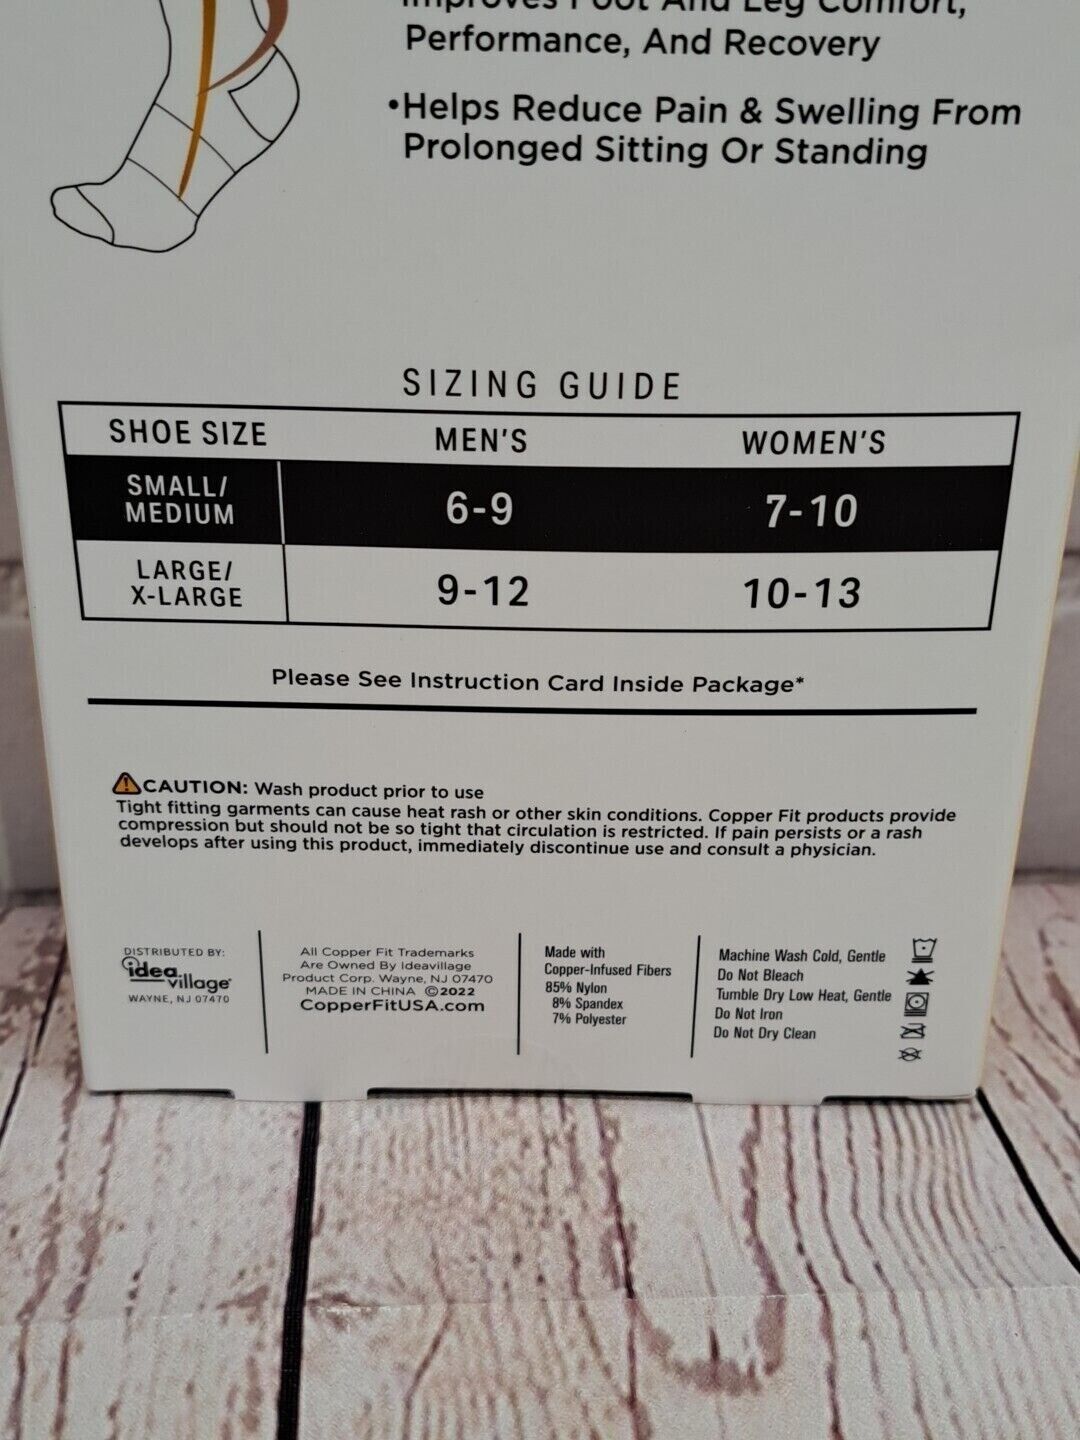 Improves Foot And Leg Comfort,
Performance, And Recovery
•Helps Reduce Pain & Swelling From
Prolonged Sitting Or Standing
SIZING GUIDE
SHOE SIZE MEN'S WOMEN'S
SMALL/
MEDIUM 6-9 7-10
LARGE/
X-LARGE 9-12 10-13
Please See Instruction Card Inside Package*
CAUTION: Wash product prior to use
Tight fitting garments can cause heat rash or other skin conditions. Copper Fit products provide
compression but should not be so tight that circulation is restricted. If pain persists or a rash
develops after using this product, immediately discontinue use and consult a physician.
DISTRIBUTED BY:
idea
village
WAYNE, NJ 07470
All Copper Fit Trademarks
Are Owned By Ideavillage
Product Corp. Wayne, NJ 07470
MADE IN CHINA ©2022
CopperFitUSA.com
Made with
Copper-Infused Fibers
85% Nylon
8% Spandex
7% Polyester
Machine Wash Cold, Gentle
Do Not Bleach
Tumble Dry Low Heat, Gentle
Do Not Iron
Do Not Dry Clean